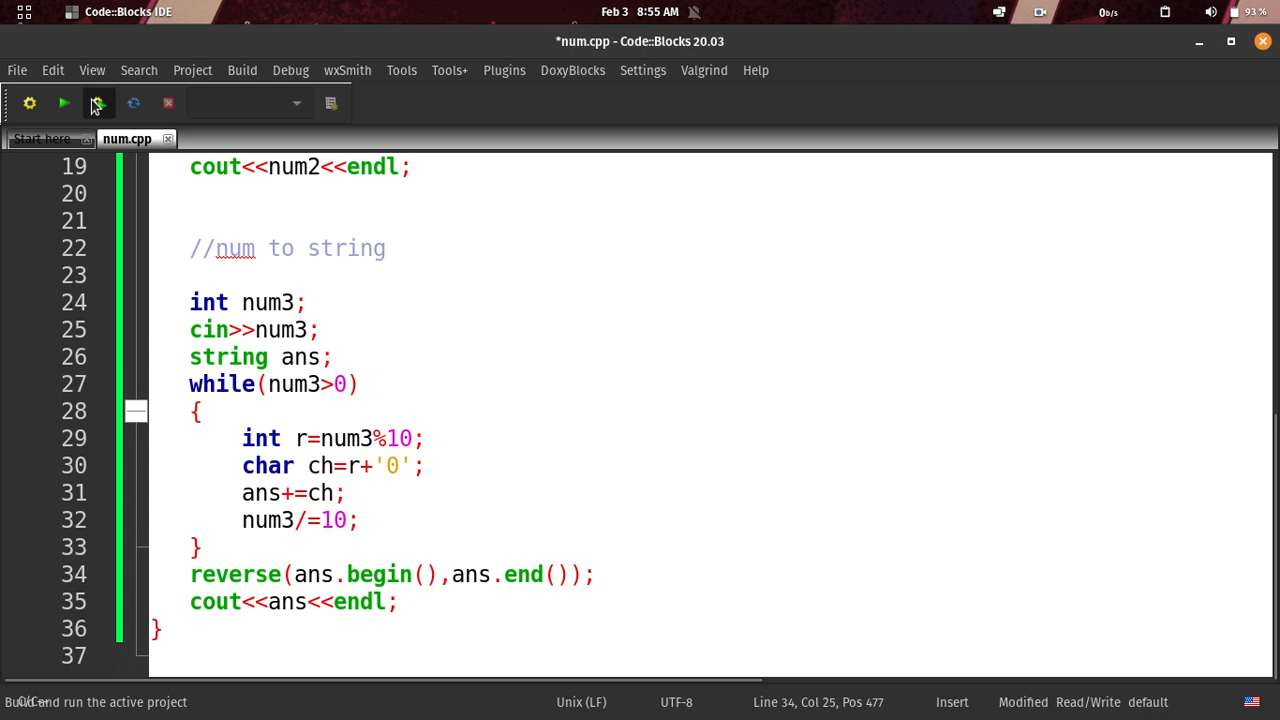 Code::Blocks IDE
Feb 3 8:55 AM
0b/s
93 %
*num.cpp - Code::Blocks 20.03
File Edit View Search Project Build Debug wxSmith Tools Tools+ Plugins DoxyBlocks Settings Valgrind Help
Start here num.cpp
19 cout<<num2<<endl;
20
21
22 //num to string
23
24 int num3;
25 cin>>num3;
26 string ans;
27 while(num3>0)
28 {
29 int r=num3%10;
30 char ch=r+'0';
31 ans+=ch;
32 num3/=10;
33 }
34 reverse(ans.begin(),ans.end());
35 cout<<ans<<endl;
36 }
37
Build and run the active project Unix (LF) UTF-8 Line 34, Col 25, Pos 477 Insert Modified Read/Write default